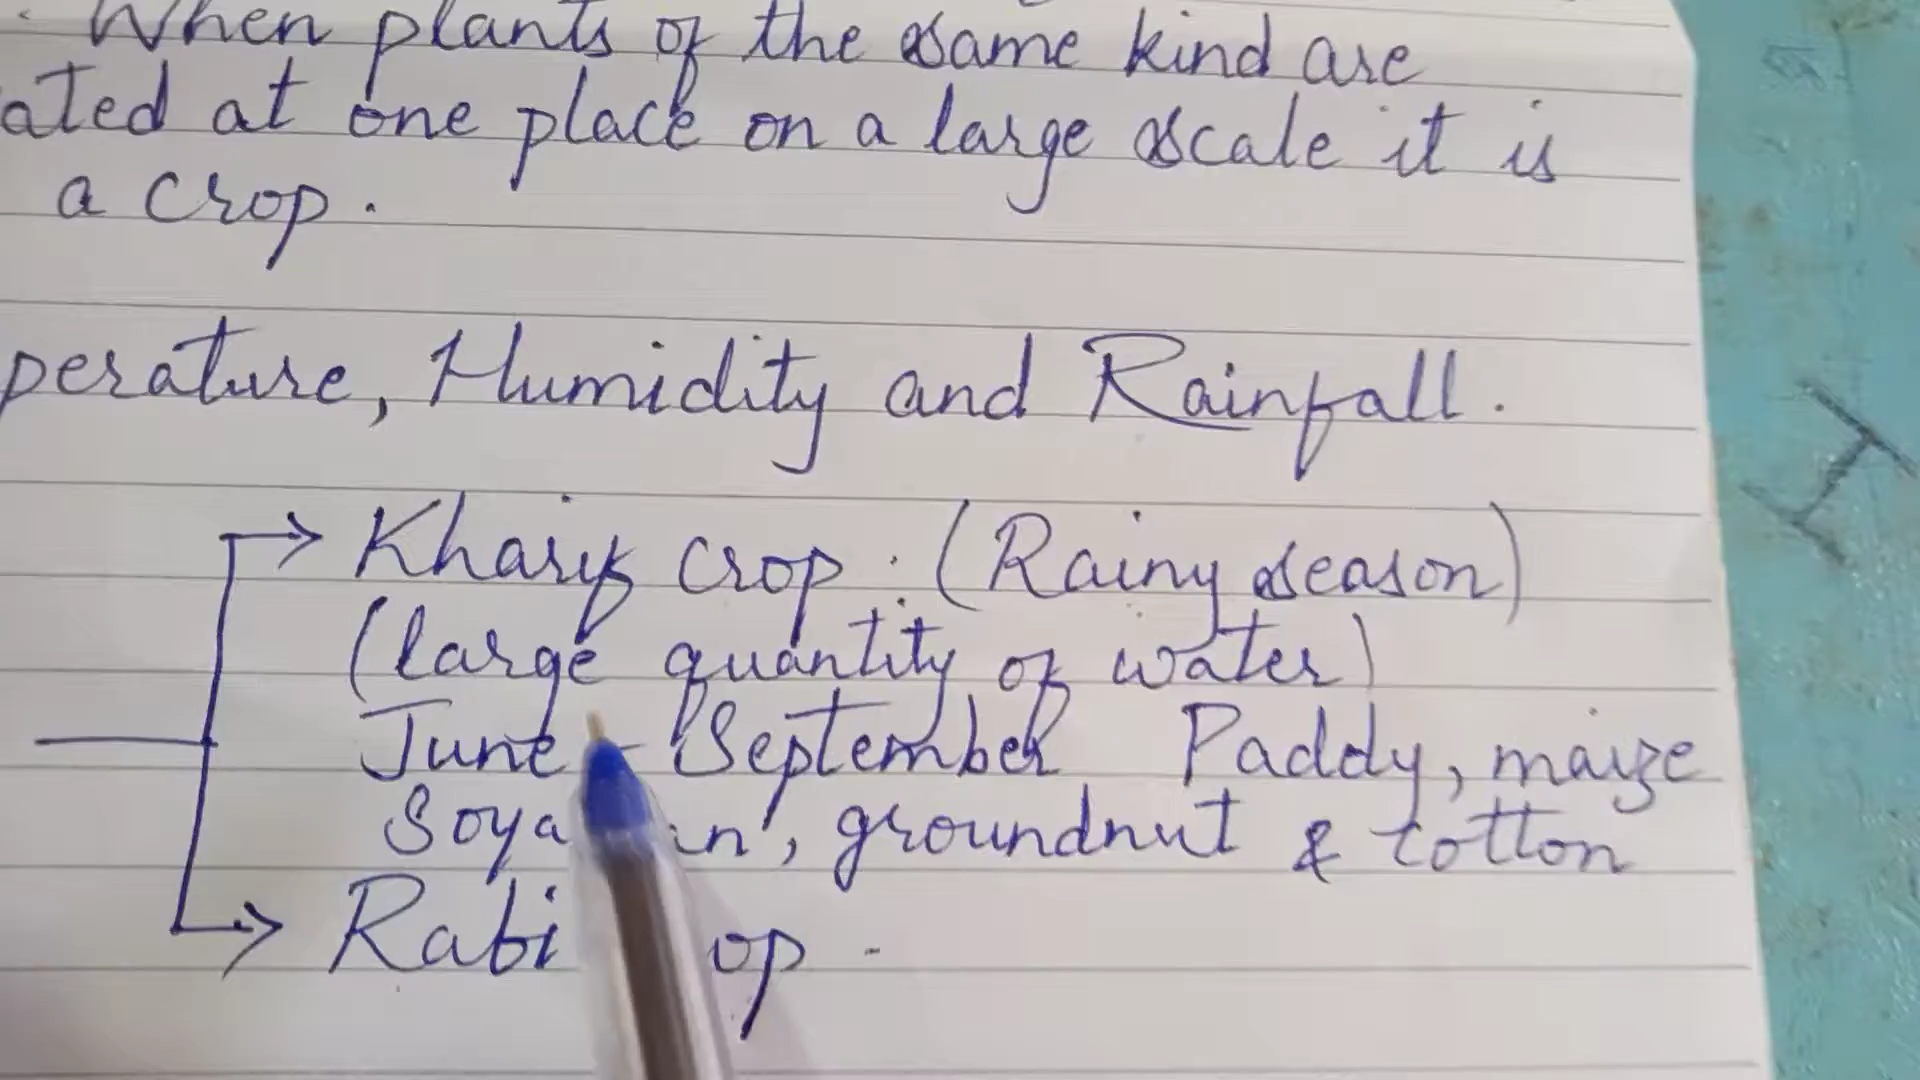 When plants of the same kind are
ated at one place on a large scale it is
a crop.
perature, Humidity and Rainfall.
Kharif crop. (Rainy season)
(large quantity of water)
June - September Paddy, maize
Soya n, groundnut & cotton
Rabi op -